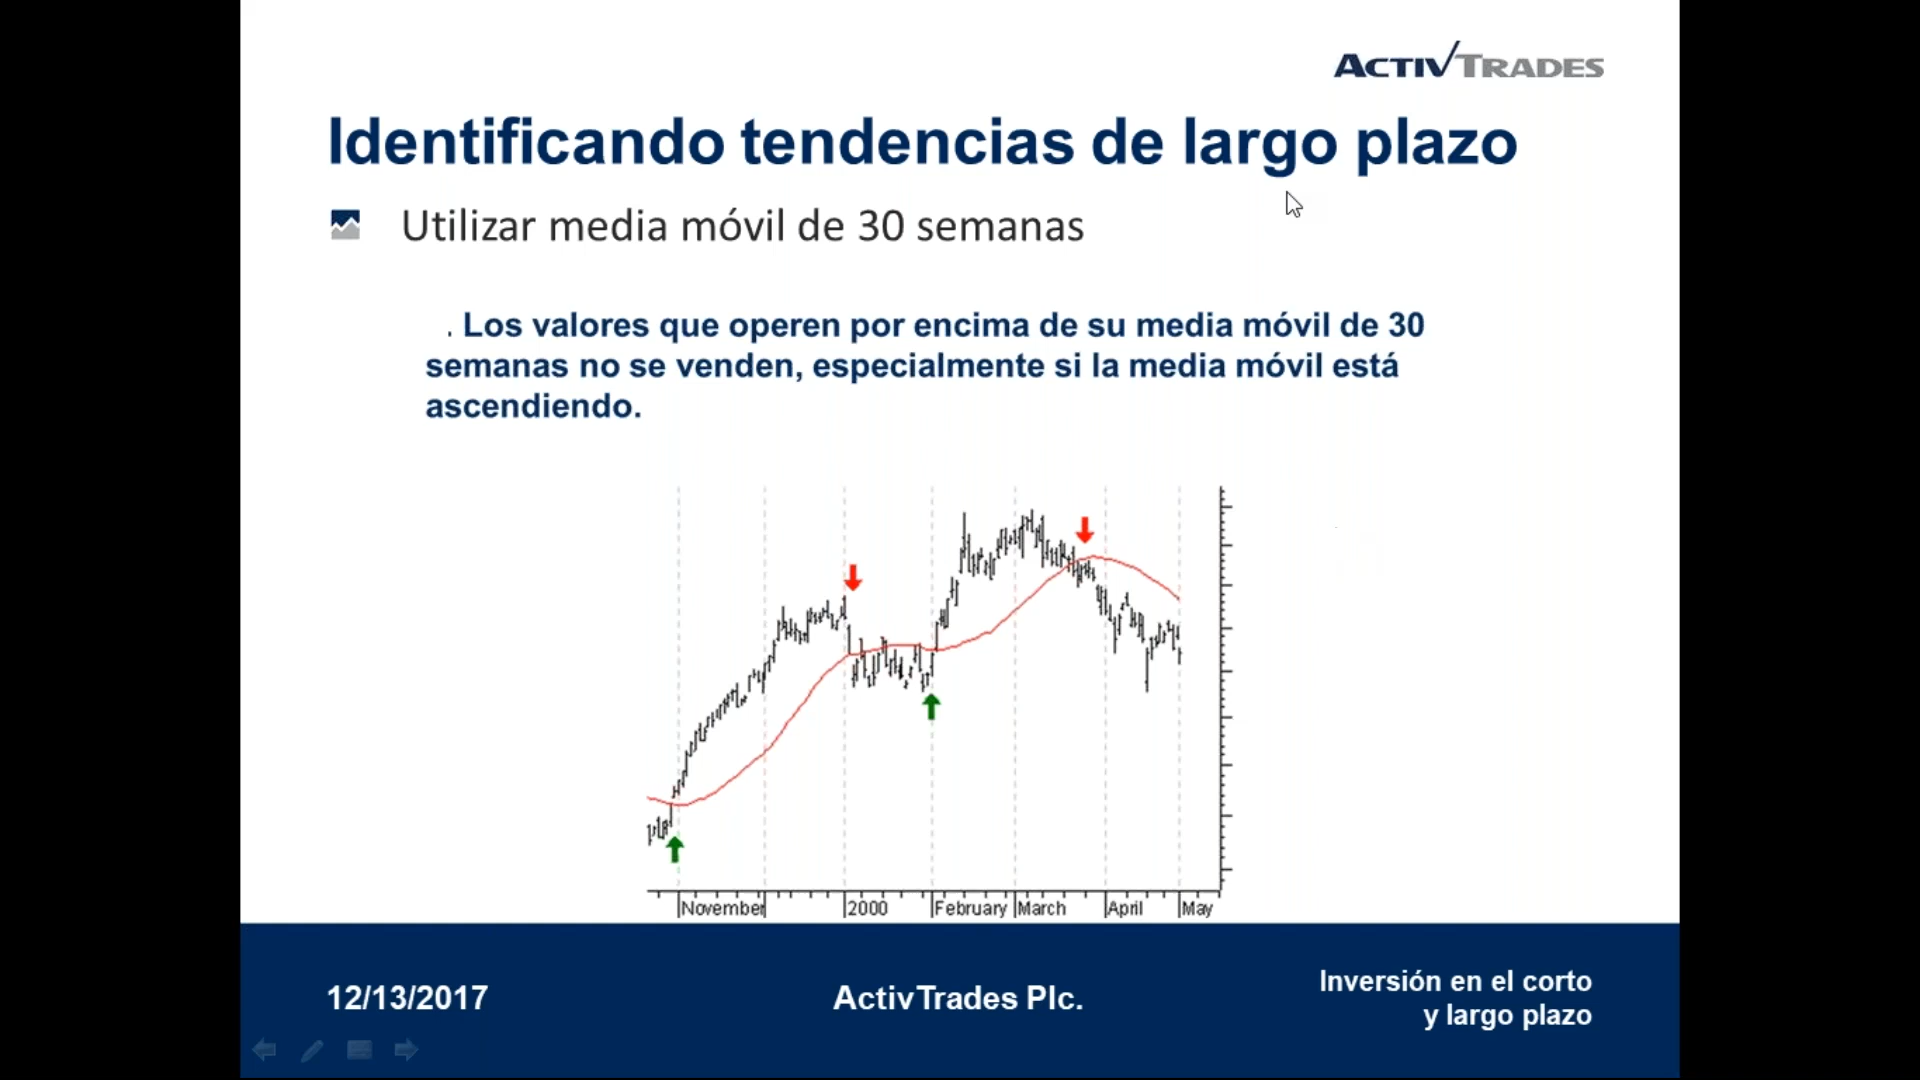 ACTIVTRADES
Identificando tendencias de largo plazo
Utilizar media móvil de 30 semanas
. Los valores que operen por encima de su media móvil de 30
semanas no se venden, especialmente si la media móvil está
ascendiendo.
November 2000 February March April May
12/13/2017
ActivTrades Plc.
Inversión en el corto
y largo plazo